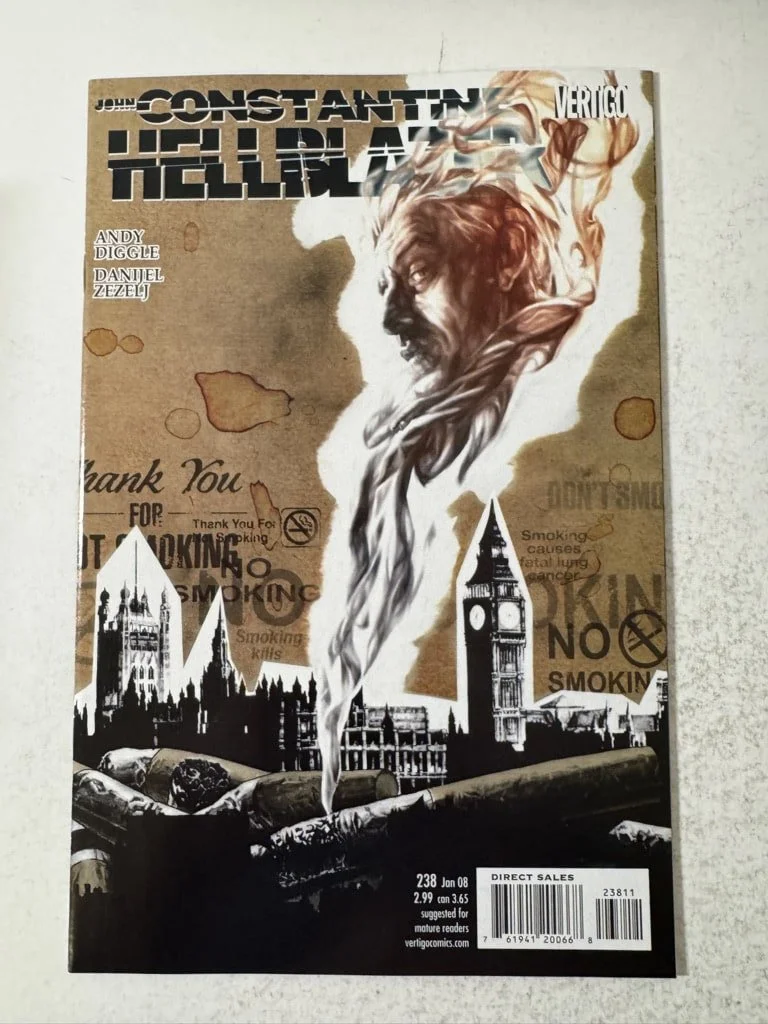 JOHN CONSTANTINE
HELLBLAZER
VERTIGO
ANDY
DIGGLE
DANIJEL
ZEZELJ
hank You
FOR
OT SMOKING
Thank You For
No Smoking
NO
SMOKING
NO
Smoking
kills
DON'T SMO
Smoking
causes
fatal lung
cancer
OKIN
NO
SMOKIN
238 Jan 08
2.99 can 3.65
suggested for
mature readers
vertigocomics.com
DIRECT SALES
23811
7 61941 20066 8